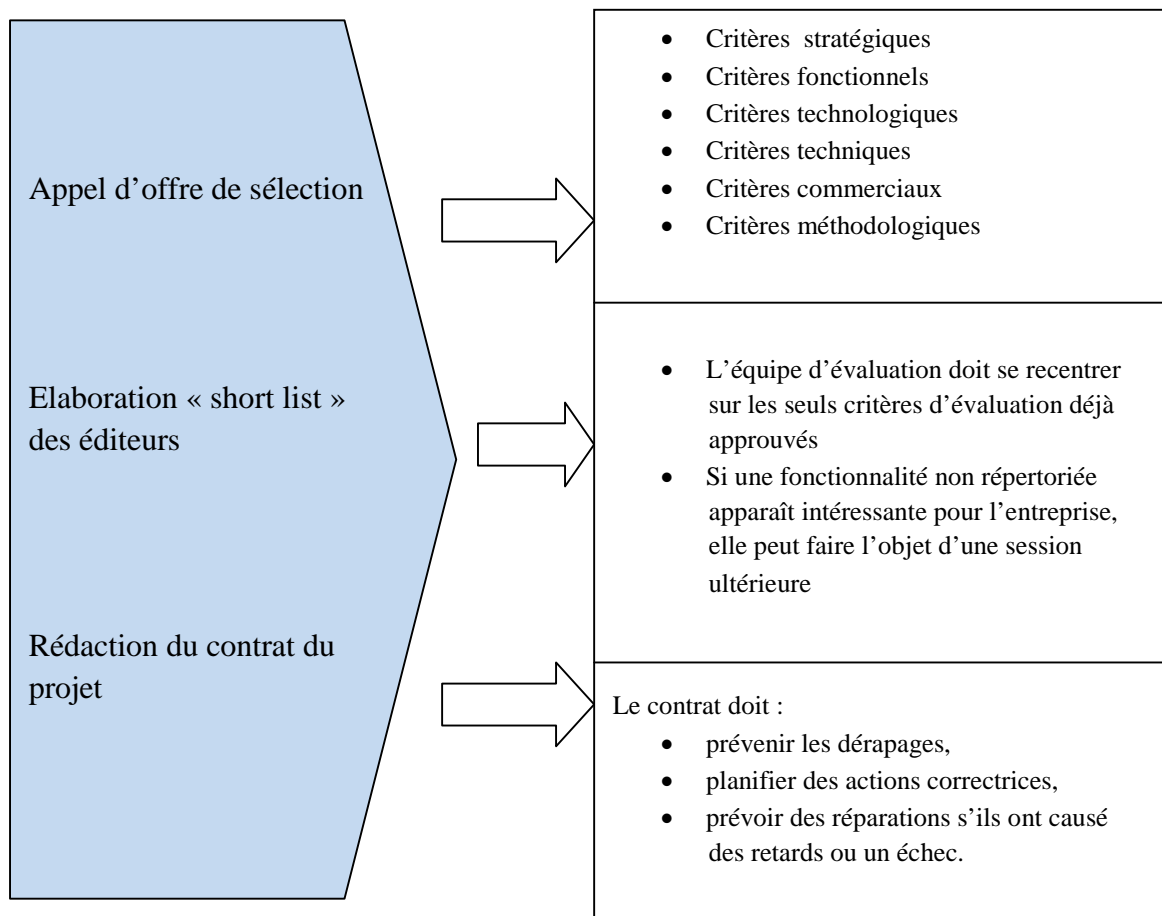 Appel d’offre de sélection
• Critères stratégiques
• Critères fonctionnels
• Critères technologiques
• Critères techniques
• Critères commerciaux
• Critères méthodologiques
Elaboration « short list »
des éditeurs
• L’équipe d’évaluation doit se recentrer
sur les seuls critères d’évaluation déjà
approuvés
• Si une fonctionnalité non répertoriée
apparaît intéressante pour l’entreprise,
elle peut faire l’objet d’une session
ultérieure
Rédaction du contrat du
projet
Le contrat doit :
• prévenir les dérapages,
• planifier des actions correctrices,
• prévoir des réparations s’ils ont causé
des retards ou un échec.